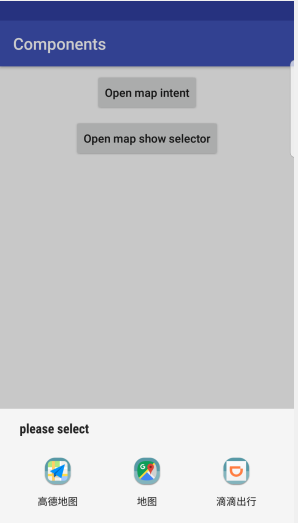 Components
Open map intent
Open map show selector
please select
高德地图
地图
滴滴出行